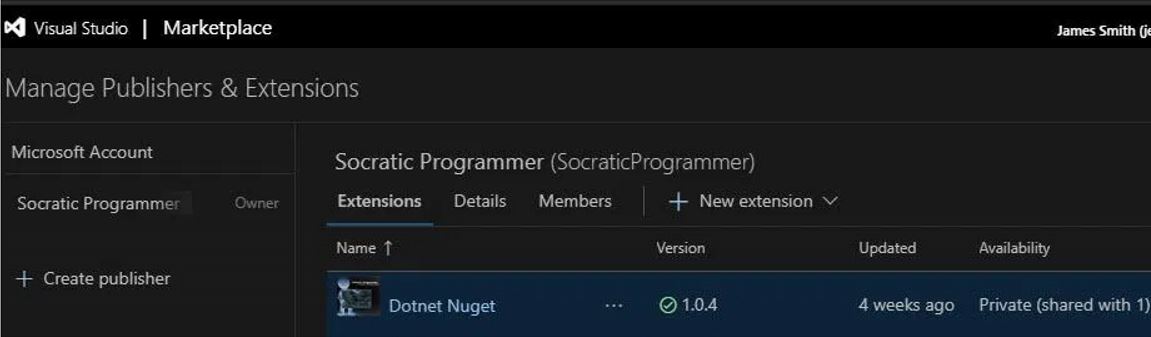 Visual Studio | Marketplace
James Smith (je
Manage Publishers & Extensions
Microsoft Account
Socratic Programmer Owner
+ Create publisher
Socratic Programmer (SocraticProgrammer)
Extensions Details Members + New extension
Name ↑ Version Updated Availability
Dotnet Nuget ... 1.0.4 4 weeks ago Private (shared with 1)